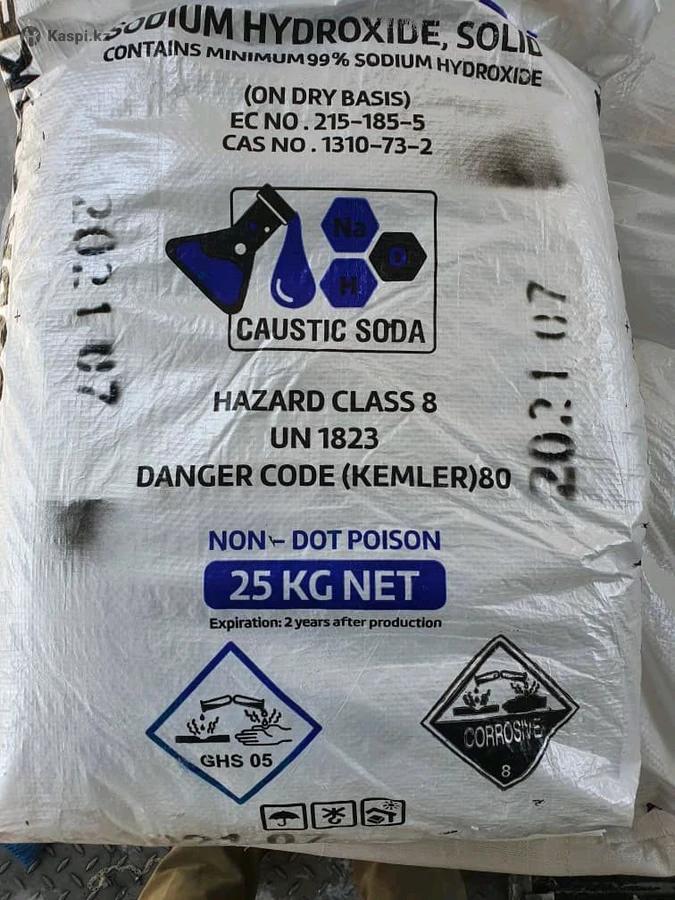 Kaspi.kz
SODIUM HYDROXIDE, SOLID
CONTAINS MINIMUM 99% SODIUM HYDROXIDE
(ON DRY BASIS)
EC NO . 215-185-5
CAS NO . 1310-73-2
Na
O
H
CAUSTIC SODA
2021 07
2021 07
HAZARD CLASS 8
UN 1823
DANGER CODE (KEMLER)80
NON - DOT POISON
25 KG NET
Expiration: 2 years after production
GHS 05
CORROSIVE
8